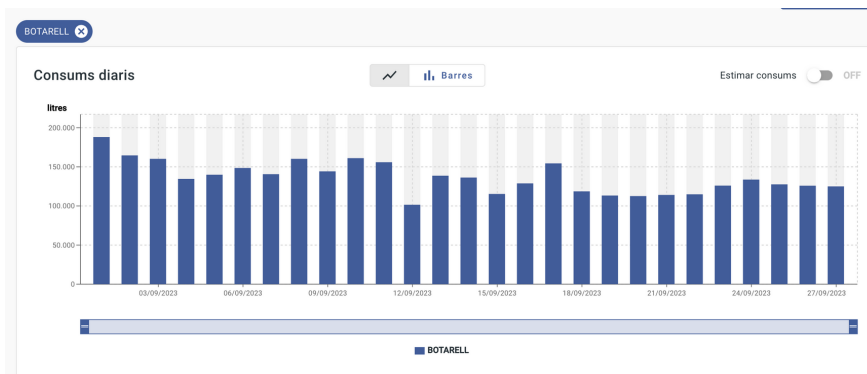 BOTARELL
Consums diaris
Barres
Estimar consums OFF
litres
200.000
150.000
100.000
50.000
0
03/09/2023 06/09/2023 09/09/2023 12/09/2023 15/09/2023 18/09/2023 21/09/2023 24/09/2023 27/09/2023
BOTARELL